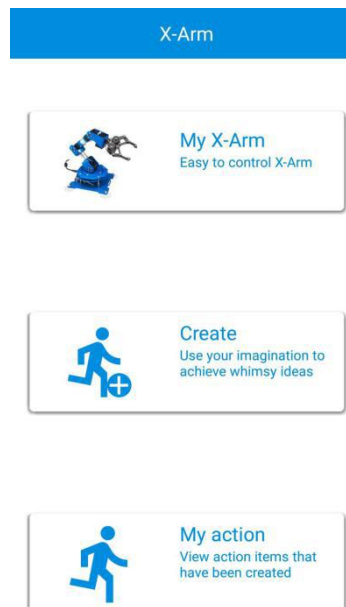 X-Arm
My X-Arm
Easy to control X-Arm
Create
Use your imagination to
achieve whimsy ideas
My action
View action items that
have been created